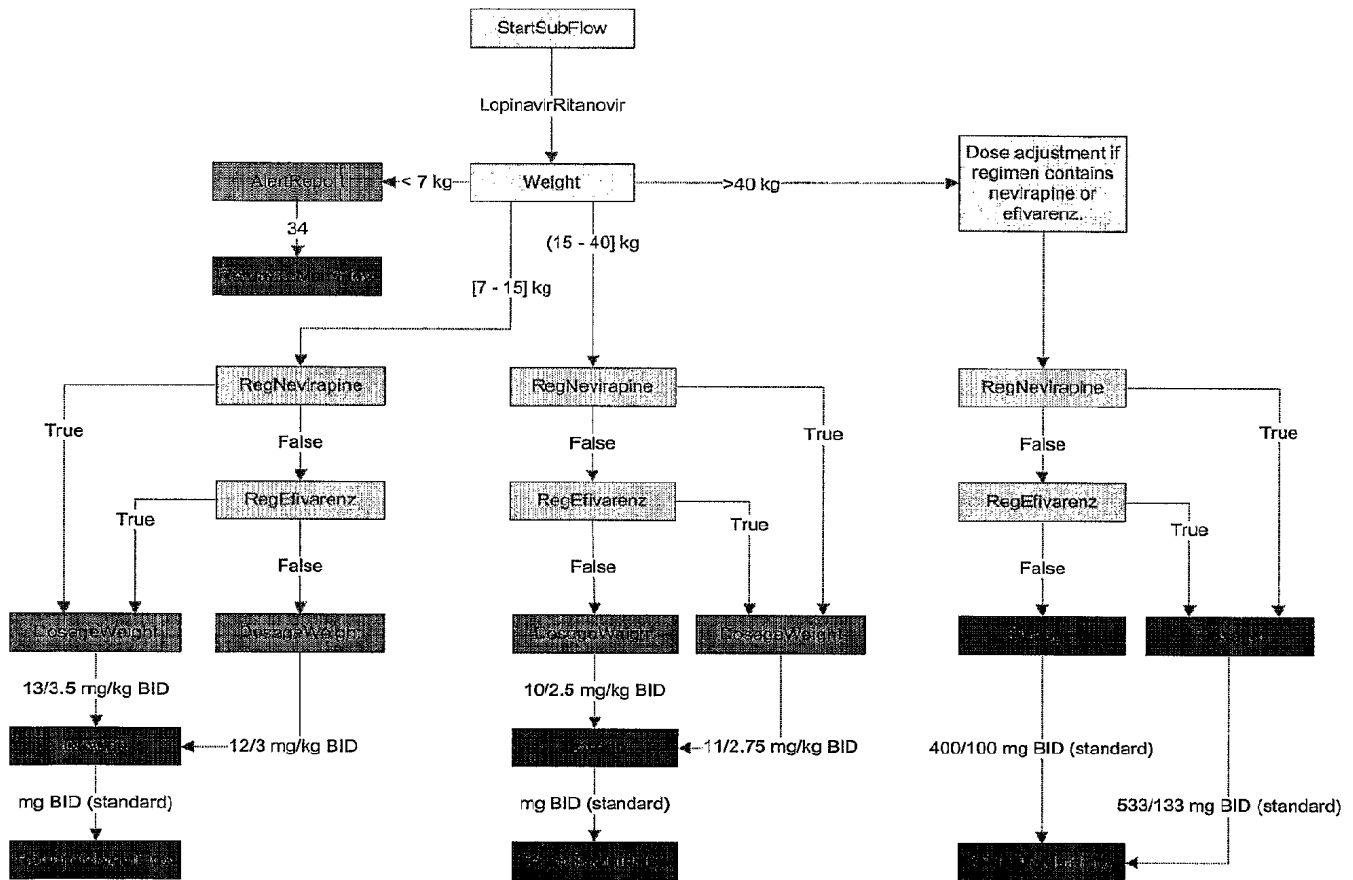 StartSubFlow
LopinavirRitanovir
AlertReport
< 7 kg
Weight
>40 kg
Dose adjustment if
regimen contains
nevirapine or
efivarenz.
34
(15 - 40] kg
[7 - 15] kg
RegNevirapine
RegNevirapine
RegNevirapine
True
False
False
True
False
True
RegEfivarenz
RegEfivarenz
RegEfivarenz
True
False
False
True
False
True
DosageWeight
DosageWeight
DosageWeight
DosageWeight
13/3.5 mg/kg BID
10/2.5 mg/kg BID
12/3 mg/kg BID
11/2.75 mg/kg BID
400/100 mg BID (standard)
mg BID (standard)
mg BID (standard)
533/133 mg BID (standard)